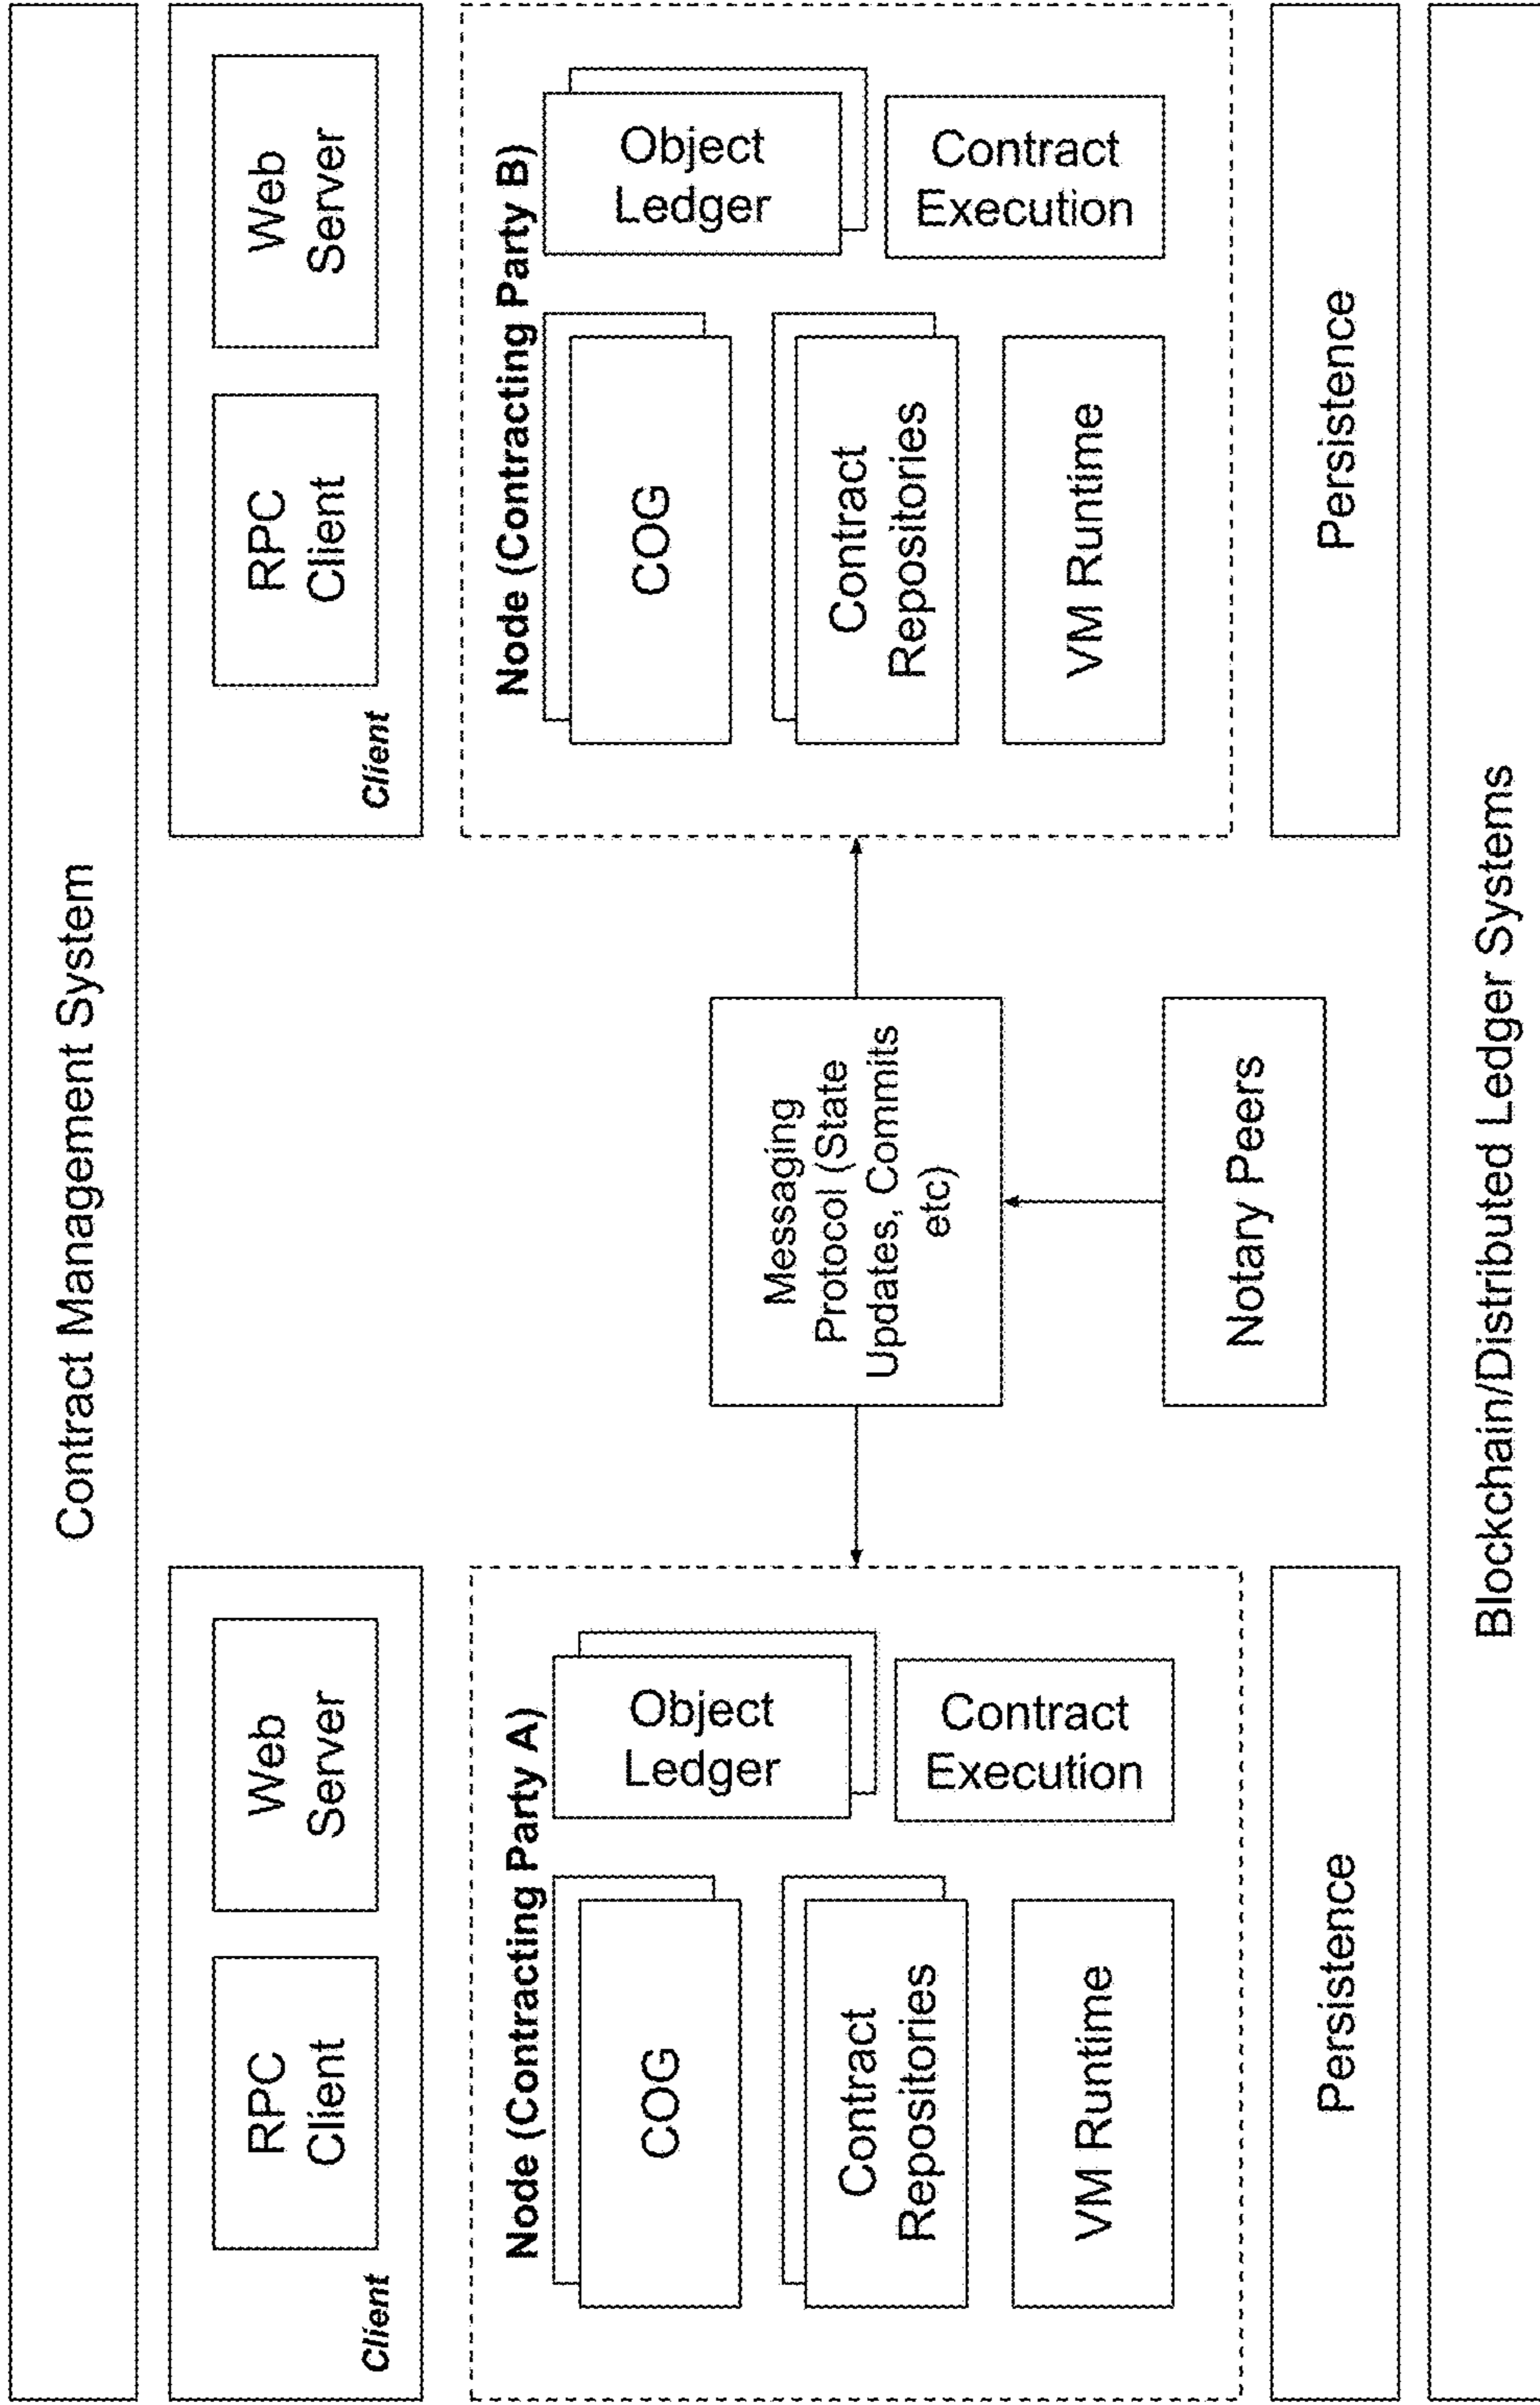 Contract Management System
RPC
Client
Web
Server
Client
RPC
Client
Web
Server
Client
Node (Contracting Party A)
COG
Object
Ledger
Contract
Repositories
Contract
Execution
VM Runtime
Messaging
Protocol (State
Updates, Commits
etc)
Notary Peers
Node (Contracting Party B)
COG
Object
Ledger
Contract
Repositories
Contract
Execution
VM Runtime
Persistence
Persistence
Blockchain/Distributed Ledger Systems